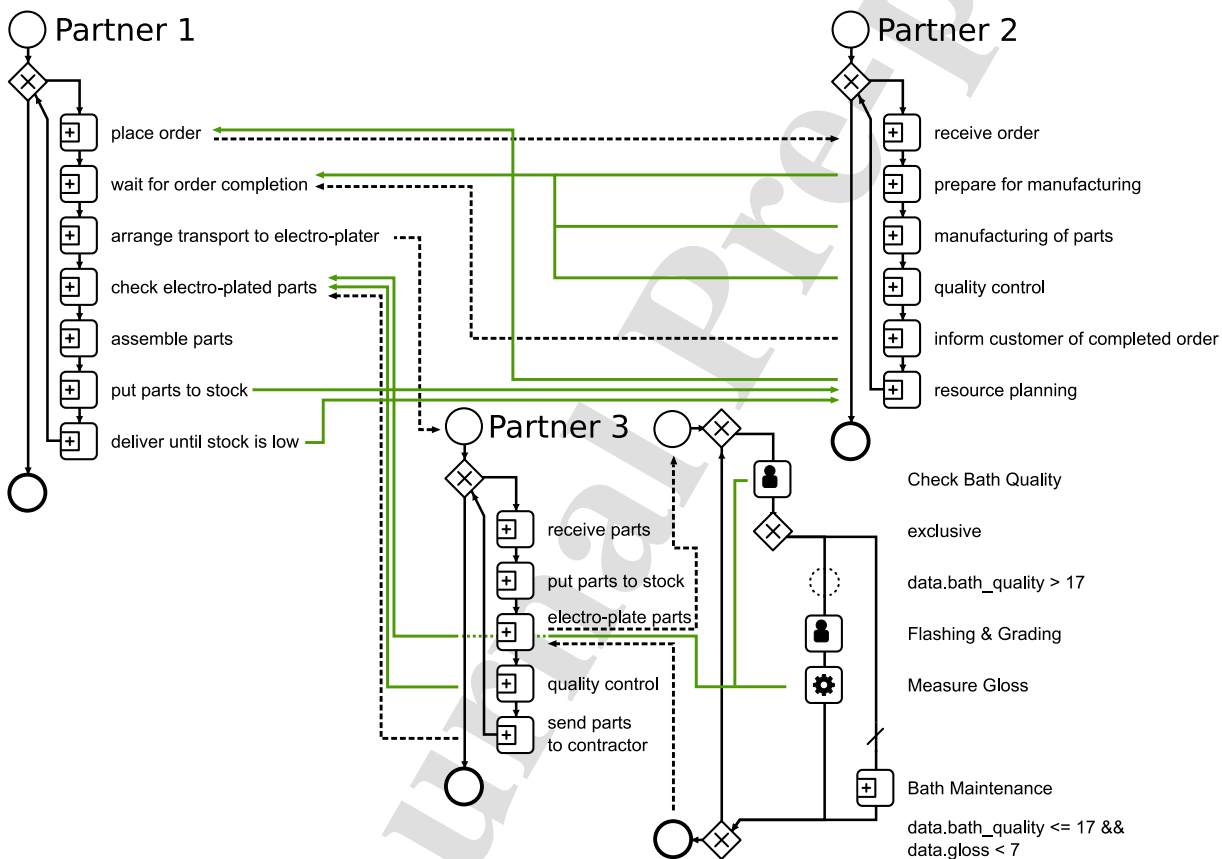 Partner 1
place order
wait for order completion
arrange transport to electro-plater
check electro-plated parts
assemble parts
put parts to stock
deliver until stock is low
Partner 2
receive order
prepare for manufacturing
manufacturing of parts
quality control
inform customer of completed order
resource planning
Partner 3
receive parts
put parts to stock
electro-plate parts
quality control
send parts
to contractor
Check Bath Quality
exclusive
data.bath_quality > 17
Flashing & Grading
Measure Gloss
Bath Maintenance
data.bath_quality <= 17 &&
data.gloss < 7
urnal Pre-p